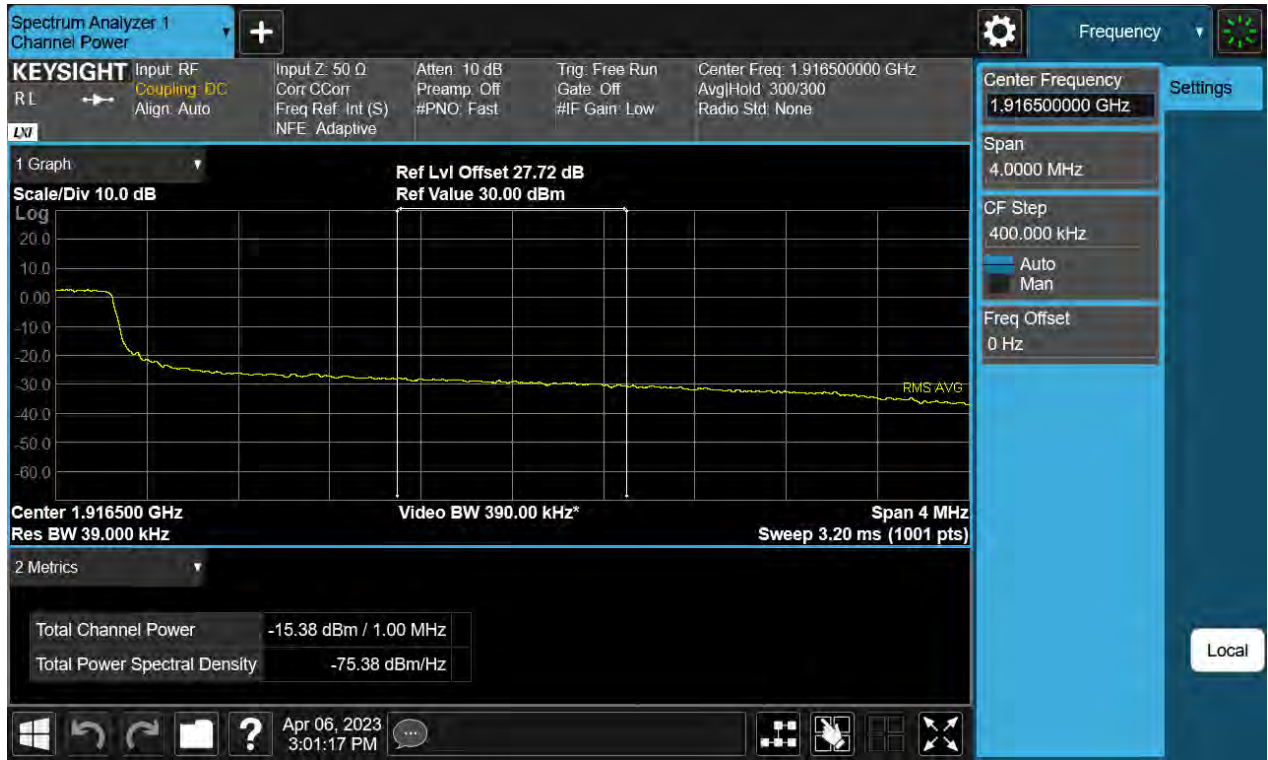 Spectrum Analyzer 1
Channel Power
+
Frequency
KEYSIGHT
RL
LXI
Input: RF
Coupling: DC
Align: Auto
Input Z: 50 Ω
Corr CCorr
Freq Ref: Int (S)
NFE: Adaptive
Atten: 10 dB
Preamp: Off
#PNO: Fast
Trig: Free Run
Gate: Off
#IF Gain: Low
Center Freq: 1.916500000 GHz
Avg|Hold: 300/300
Radio Std: None
Center Frequency
1.916500000 GHz
Settings
Span
4.0000 MHz
CF Step
400.000 kHz
Auto
Man
Freq Offset
0 Hz
1 Graph
Scale/Div 10.0 dB
Ref Lvl Offset 27.72 dB
Ref Value 30.00 dBm
Log
20.0
10.0
0.00
-10.0
-20.0
-30.0
-40.0
-50.0
-60.0
RMS AVG
Center 1.916500 GHz
Res BW 39.000 kHz
Video BW 390.00 kHz*
Span 4 MHz
Sweep 3.20 ms (1001 pts)
2 Metrics
Total Channel Power -15.38 dBm / 1.00 MHz
Total Power Spectral Density -75.38 dBm/Hz
Local
?
Apr 06, 2023
3:01:17 PM